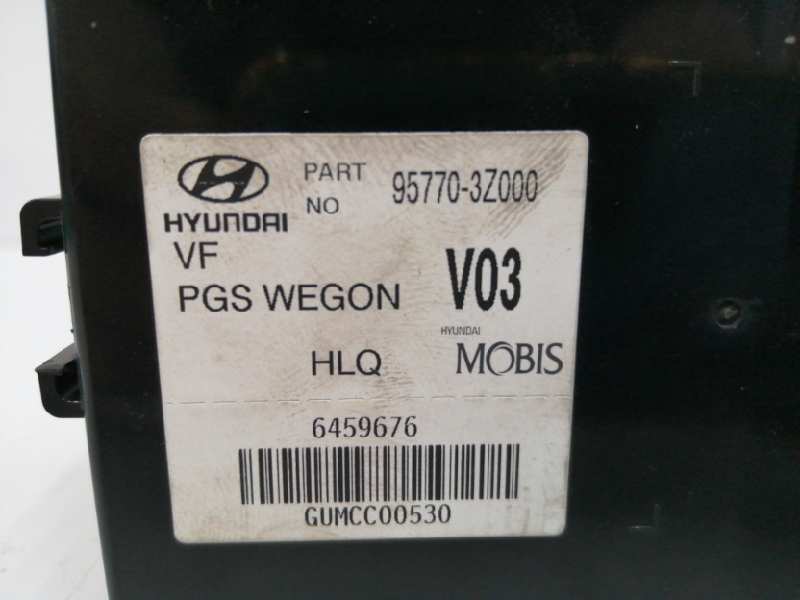 PART NO 95770-3Z000
HYUNDAI
VF
PGS WEGON V03
HYUNDAI
HLQ MOBIS
6459676
GUMCC00530